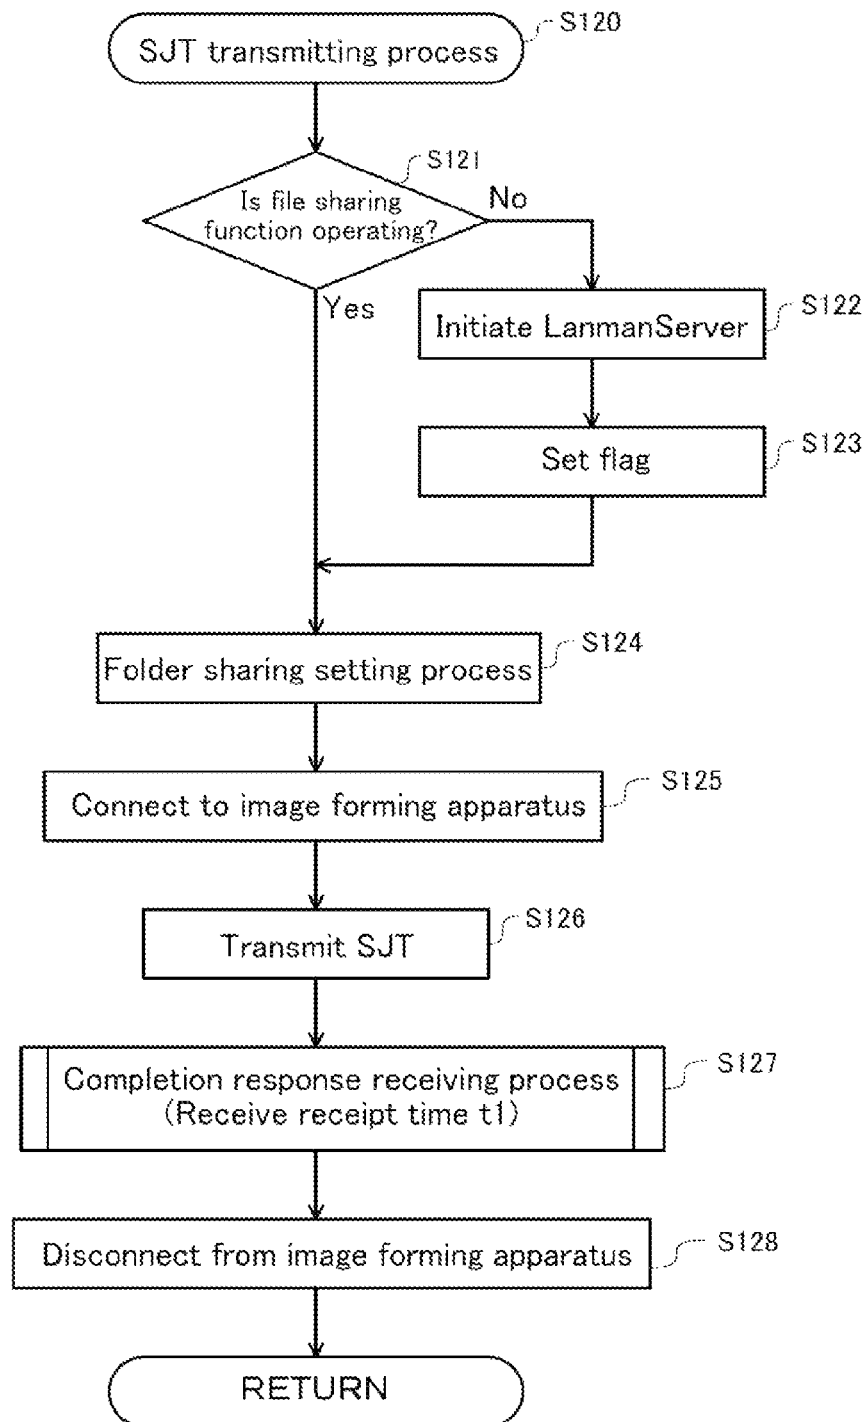 S120
SJT transmitting process
S121
Is file sharing
function operating?
No
Yes
S122
Initiate LanmanServer
S123
Set flag
S124
Folder sharing setting process
S125
Connect to image forming apparatus
S126
Transmit SJT
S127
Completion response receiving process
(Receive receipt time t1)
S128
Disconnect from image forming apparatus
RETURN